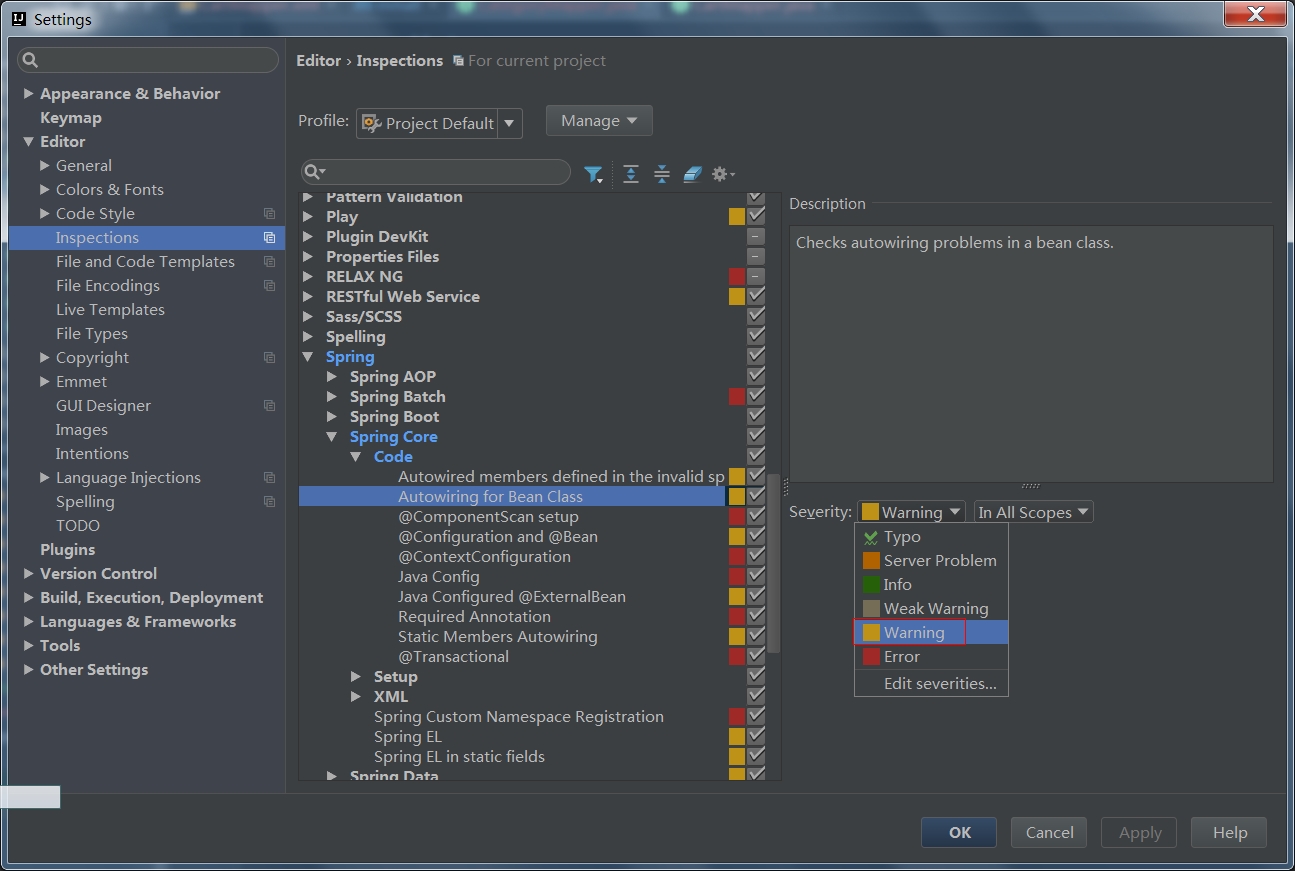 Settings
Editor › Inspections For current project
Appearance & Behavior
Keymap
Editor
General
Colors & Fonts
Code Style
Inspections
File and Code Templates
File Encodings
Live Templates
File Types
Copyright
Emmet
GUI Designer
Images
Intentions
Language Injections
Spelling
TODO
Plugins
Version Control
Build, Execution, Deployment
Languages & Frameworks
Tools
Other Settings
Profile: Project Default Manage
Pattern Validation
Play
Plugin DevKit
Properties Files
RELAX NG
RESTful Web Service
Sass/SCSS
Spelling
Spring
Spring AOP
Spring Batch
Spring Boot
Spring Core
Code
Autowired members defined in the invalid sp
Autowiring for Bean Class
@ComponentScan setup
@Configuration and @Bean
@ContextConfiguration
Java Config
Java Configured @ExternalBean
Required Annotation
Static Members Autowiring
@Transactional
Setup
XML
Spring Custom Namespace Registration
Spring EL
Spring EL in static fields
Spring Data
Description
Checks autowiring problems in a bean class.
Severity: Warning In All Scopes
Typo
Server Problem
Info
Weak Warning
Warning
Error
Edit severities...
OK Cancel Apply Help